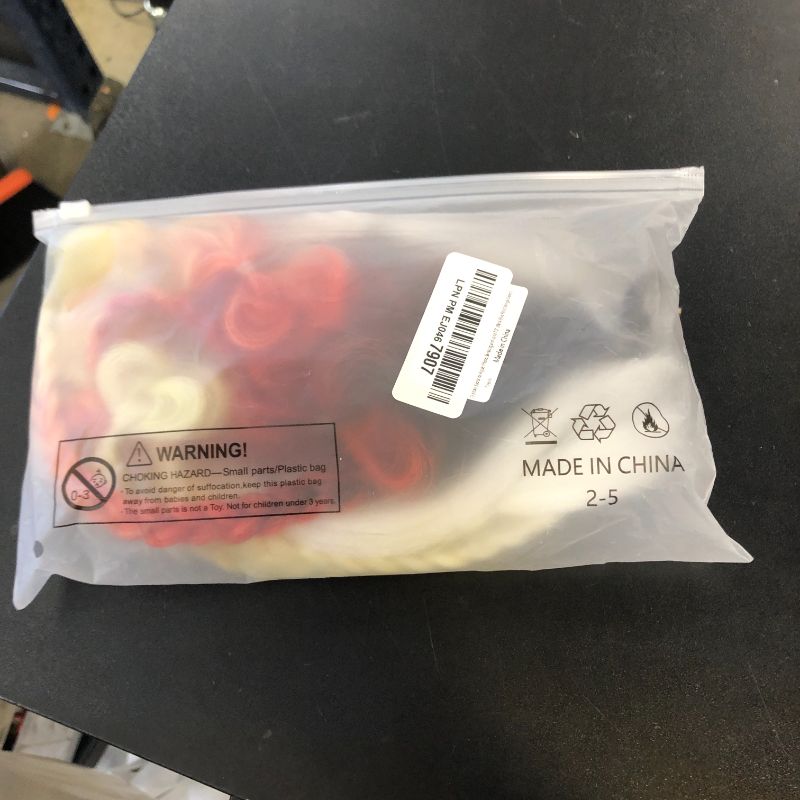 LPN PM EJ046 7907
Made in China
WARNING!
0-3
CHOKING HAZARD—Small parts/Plastic bag
· To avoid danger of suffocation,keep this plastic bag
away from babies and children.
· The small parts is not a Toy. Not for children under 3 years.
MADE IN CHINA
2-5